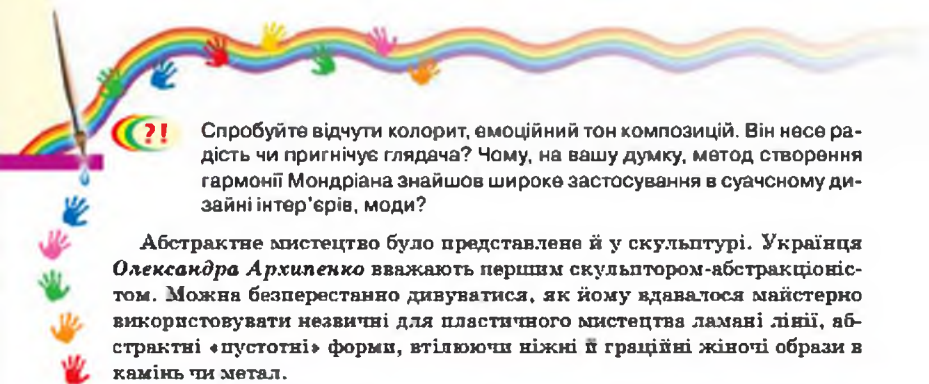 ?!
Спробуйте відчути колорит, емоційний тон композицій. Він несе ра-
дість чи пригнічує глядача? Чому, на вашу думку, метод створення
гармонії Мондріана знайшов широке застосування в суачсному ди-
зайні інтер'єрів, моди?
Абстрактне мистецтво було представлене й у скульптурі. Українця
Олександра Архипенко вважають першим скульптором-абстракціоніс-
том. Можна безперестанно дивуватися, як йому вдавалося майстерно
використовувати незвичні для пластичного мистецтва ламані лінії, аб-
страктні «пустотні» форми, втілюючи ніжні й граційні жіночі образи в
камінь чи метал.